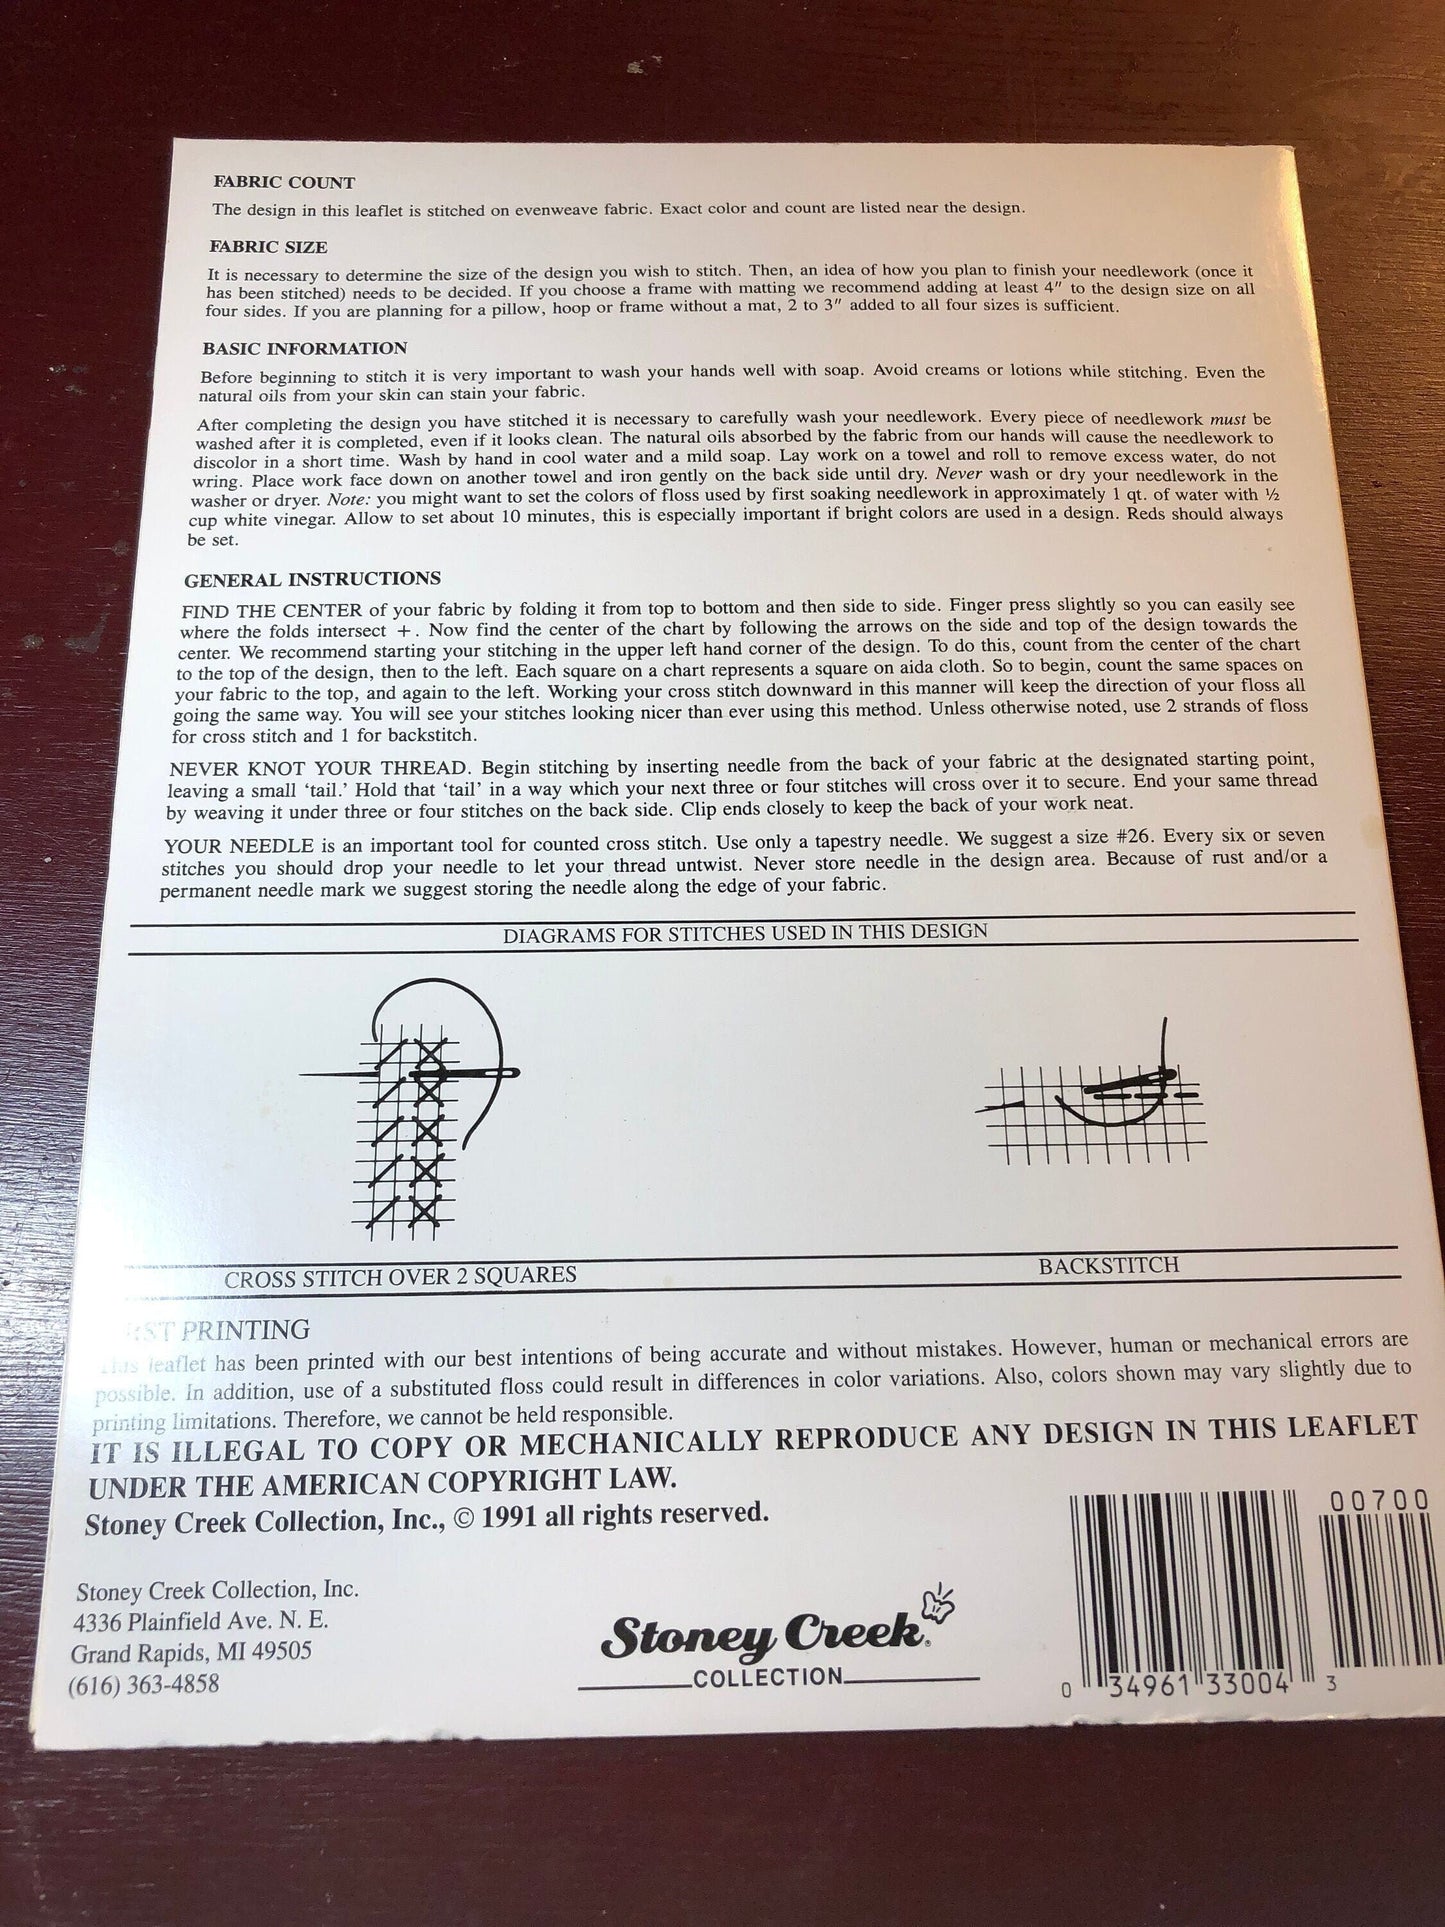 FABRIC COUNT
The design in this leaflet is stitched on evenweave fabric. Exact color and count are listed near the design.
FABRIC SIZE
It is necessary to determine the size of the design you wish to stitch. Then, an idea of how you plan to finish your needlework (once it
has been stitched) needs to be decided. If you choose a frame with matting we recommend adding at least 4″ to the design size on all
four sides. If you are planning for a pillow, hoop or frame without a mat, 2 to 3″ added to all four sizes is sufficient.
BASIC INFORMATION
Before beginning to stitch it is very important to wash your hands well with soap. Avoid creams or lotions while stitching. Even the
natural oils from your skin can stain your fabric.
After completing the design you have stitched it is necessary to carefully wash your needlework. Every piece of needlework must be
washed after it is completed, even if it looks clean. The natural oils absorbed by the fabric from our hands will cause the needlework to
discolor in a short time. Wash by hand in cool water and a mild soap. Lay work on a towel and roll to remove excess water, do not
wring. Place work face down on another towel and iron gently on the back side until dry. Never wash or dry your needlework in the
washer or dryer. Note: you might want to set the colors of floss used by first soaking needlework in approximately 1 qt. of water with ½
cup white vinegar. Allow to set about 10 minutes, this is especially important if bright colors are used in a design. Reds should always
be set.
GENERAL INSTRUCTIONS
FIND THE CENTER of your fabric by folding it from top to bottom and then side to side. Finger press slightly so you can easily see
where the folds intersect +. Now find the center of the chart by following the arrows on the side and top of the design towards the
center. We recommend starting your stitching in the upper left hand corner of the design. To do this, count from the center of the chart
to the top of the design, then to the left. Each square on a chart represents a square on aida cloth. So to begin, count the same spaces on
your fabric to the top, and again to the left. Working your cross stitch downward in this manner will keep the direction of your floss all
going the same way. You will see your stitches looking nicer than ever using this method. Unless otherwise noted, use 2 strands of floss
for cross stitch and 1 for backstitch.
NEVER KNOT YOUR THREAD. Begin stitching by inserting needle from the back of your fabric at the designated starting point,
leaving a small ‘tail.’ Hold that ‘tail’ in a way which your next three or four stitches will cross over it to secure. End your same thread
by weaving it under three or four stitches on the back side. Clip ends closely to keep the back of your work neat.
YOUR NEEDLE is an important tool for counted cross stitch. Use only a tapestry needle. We suggest a size #26. Every six or seven
stitches you should drop your needle to let your thread untwist. Never store needle in the design area. Because of rust and/or a
permanent needle mark we suggest storing the needle along the edge of your fabric.
DIAGRAMS FOR STITCHES USED IN THIS DESIGN
CROSS STITCH OVER 2 SQUARES
BACKSTITCH
PRINTING
This leaflet has been printed with our best intentions of being accurate and without mistakes. However, human or mechanical errors are
possible. In addition, use of a substituted floss could result in differences in color variations. Also, colors shown may vary slightly due to
printing limitations. Therefore, we cannot be held responsible.
IT IS ILLEGAL TO COPY OR MECHANICALLY REPRODUCE ANY DESIGN IN THIS LEAFLET
UNDER THE AMERICAN COPYRIGHT LAW.
Stoney Creek Collection, Inc., © 1991 all rights reserved.
Stoney Creek Collection, Inc.
4336 Plainfield Ave. N. E.
Grand Rapids, MI 49505
(616) 363-4858
Stoney Creek®
COLLECTION
00700
0 34961 33004 3